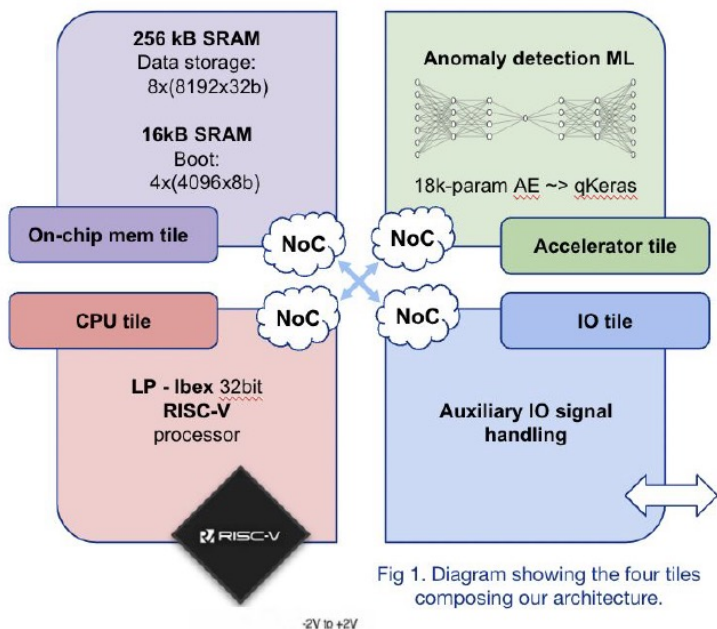 256 kB SRAM
Data storage:
8x(8192x32b)
16kB SRAM
Boot:
4x(4096x8b)
On-chip mem tile
NoC
Anomaly detection ML
18k-param AE ~> qKeras
NoC
Accelerator tile
CPU tile
NoC
LP - Ibex 32bit
RISC-V
processor
RISC-V
NoC
IO tile
Auxiliary IO signal
handling
Fig 1. Diagram showing the four tiles
composing our architecture.
-2V to +2V